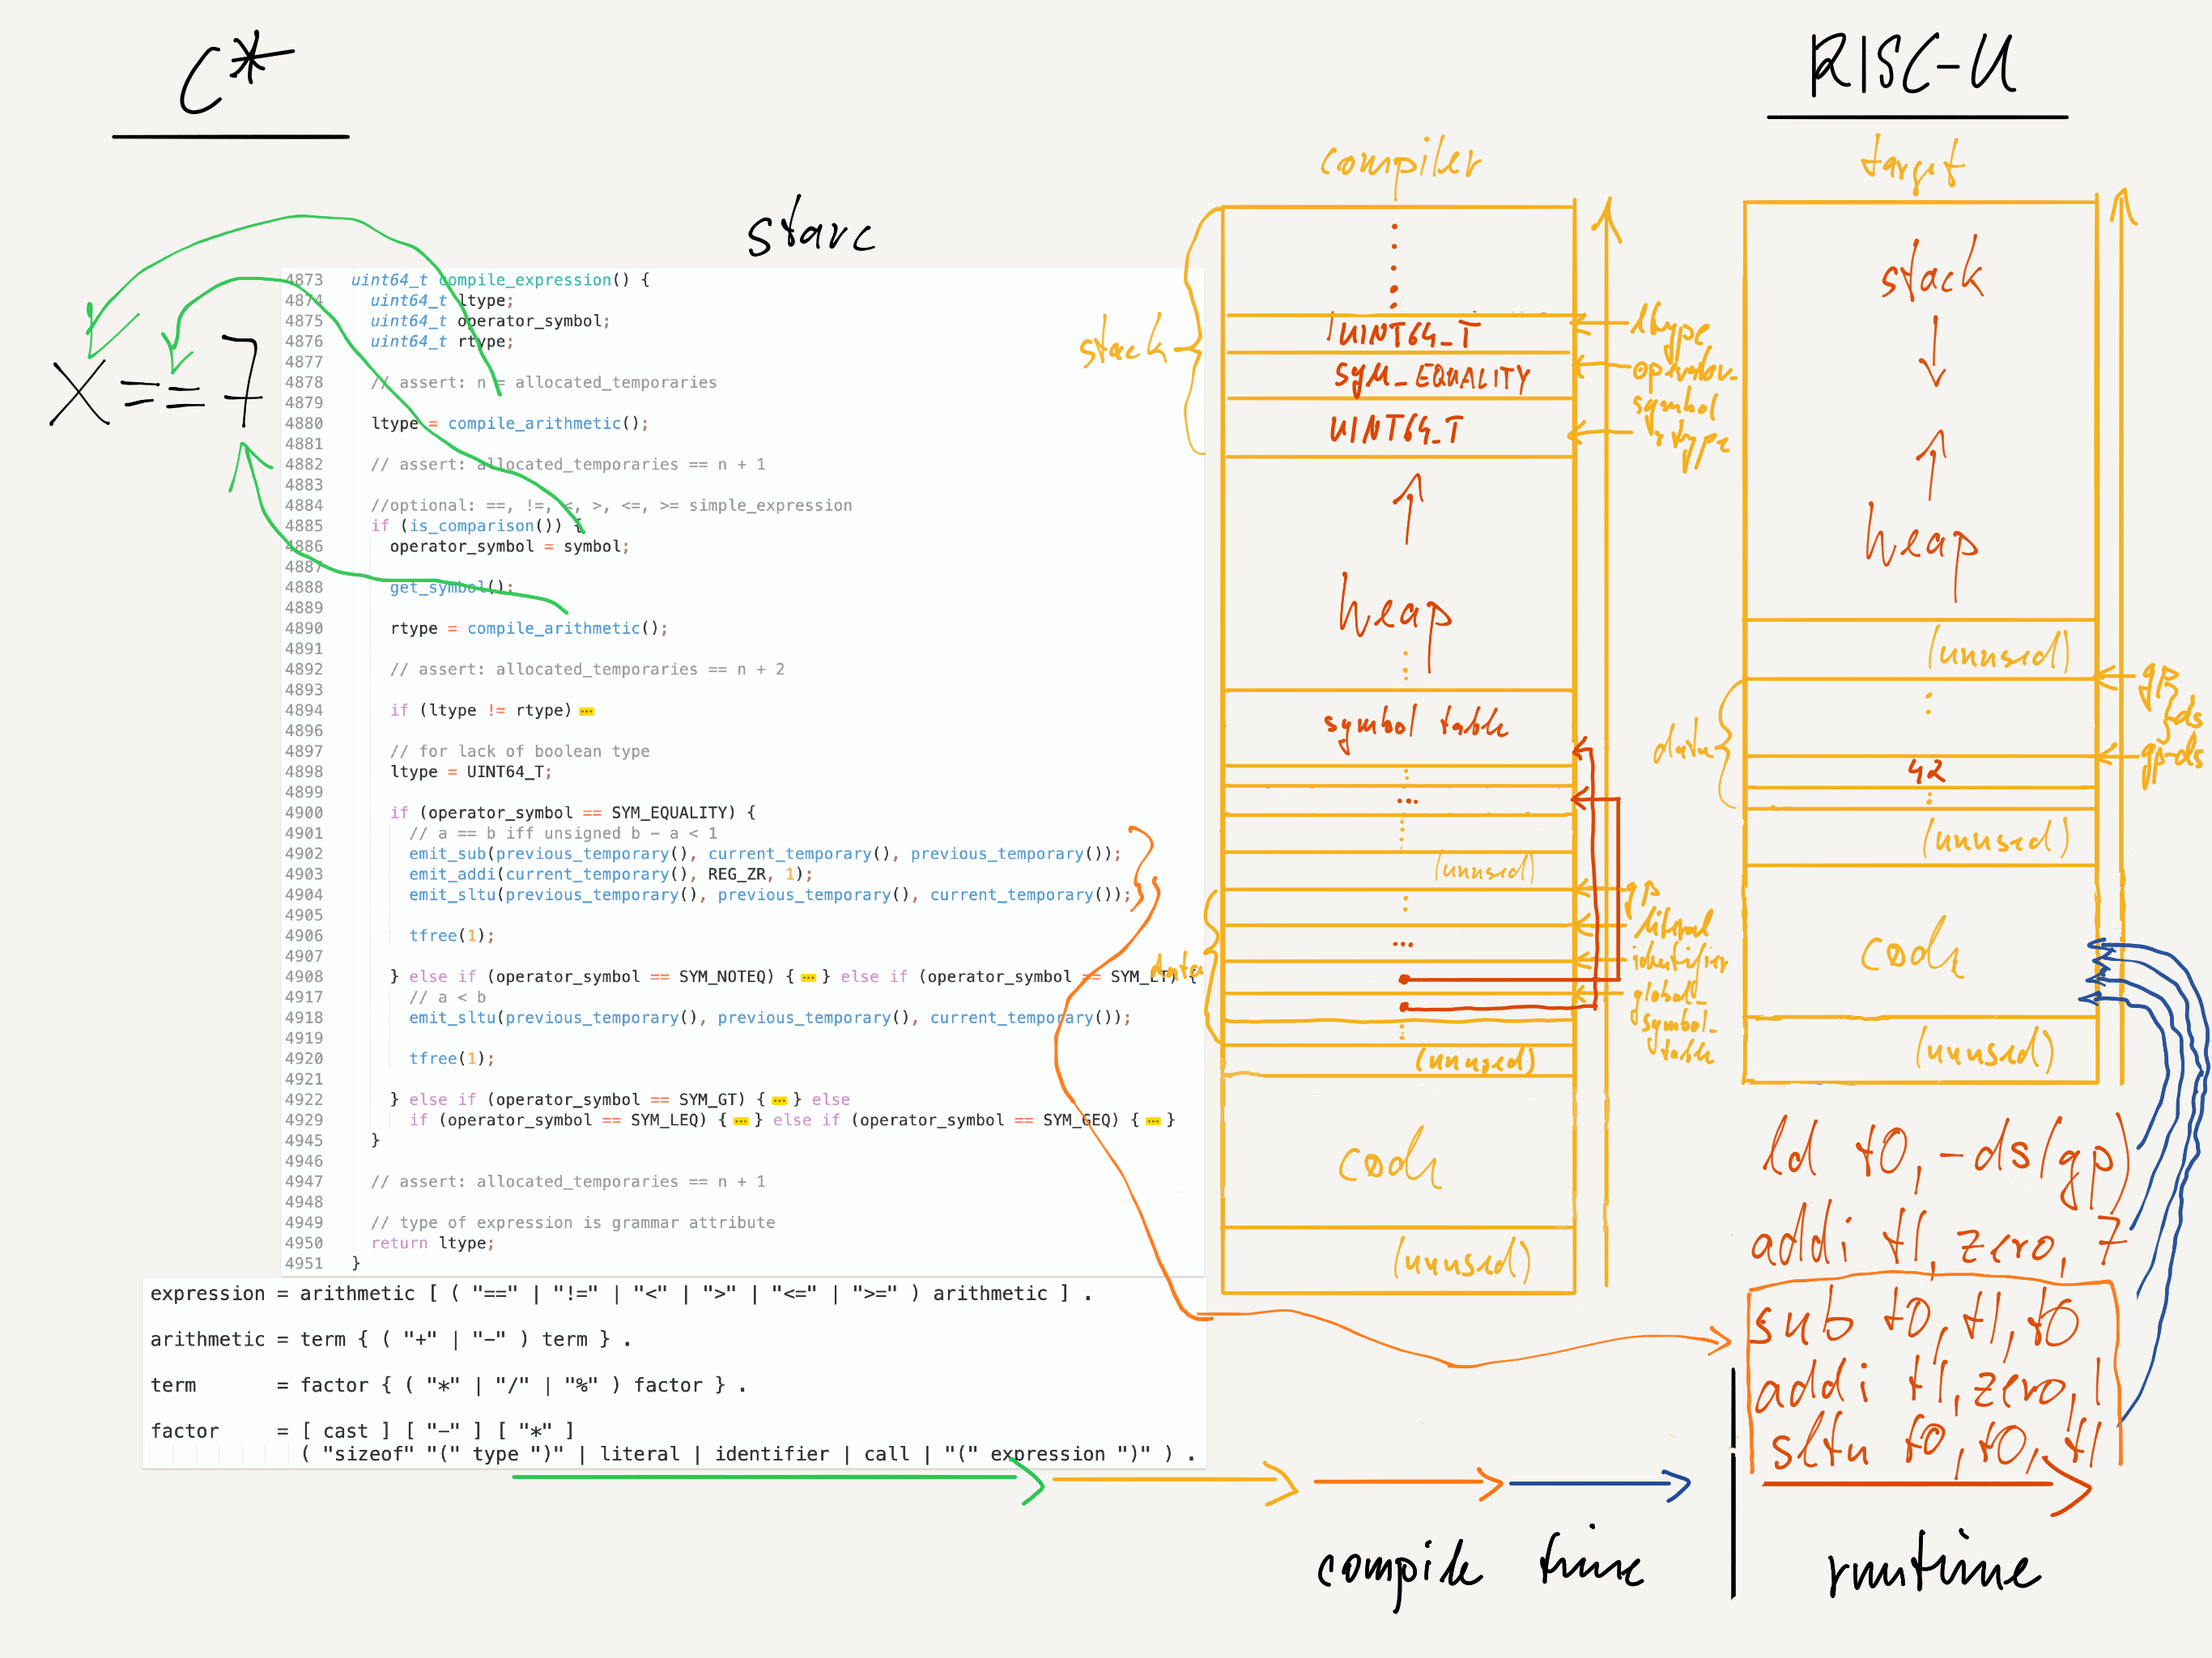 C*
RISC-U
starc
compiler
target
x == 7
4873 uint64_t compile_expression() {
4874 uint64_t ltype;
4875 uint64_t operator_symbol;
4876 uint64_t rtype;
4877
4878 // assert: n = allocated_temporaries
4879
4880 ltype = compile_arithmetic();
4881
4882 // assert: allocated_temporaries == n + 1
4883
4884 //optional: ==, !=, <, >, <=, >= simple_expression
4885 if (is_comparison()) {
4886 operator_symbol = symbol;
4887
4888 get_symbol();
4889
4890 rtype = compile_arithmetic();
4891
4892 // assert: allocated_temporaries == n + 2
4893
4894 if (ltype != rtype) ...
4896
4897 // for lack of boolean type
4898 ltype = UINT64_T;
4899
4900 if (operator_symbol == SYM_EQUALITY) {
4901 // a == b iff unsigned b - a < 1
4902 emit_sub(previous_temporary(), current_temporary(), previous_temporary());
4903 emit_addi(current_temporary(), REG_ZR, 1);
4904 emit_sltu(previous_temporary(), previous_temporary(), current_temporary());
4905
4906 tfree(1);
4907
4908 } else if (operator_symbol == SYM_NOTEQ) { ... } else if (operator_symbol == SYM_LT) {
4917 // a < b
4918 emit_sltu(previous_temporary(), previous_temporary(), current_temporary());
4919
4920 tfree(1);
4921
4922 } else if (operator_symbol == SYM_GT) { ... } else
4929 if (operator_symbol == SYM_LEQ) { ... } else if (operator_symbol == SYM_GEQ) { ... }
4945 }
4946
4947 // assert: allocated_temporaries == n + 1
4948
4949 // type of expression is grammar attribute
4950 return ltype;
4951 }
expression = arithmetic [ ( "==" | "!=" | "<" | ">" | "<=" | ">=" ) arithmetic ] .
arithmetic = term { ( "+" | "-" ) term } .
term = factor { ( "*" | "/" | "%" ) factor } .
factor = [ cast ] [ "-" ] [ "*" ]
( "sizeof" "(" type ")" | literal | identifier | call | "(" expression ")" ) .
stack
UINT64_T
ltype
SYM_EQUALITY
operator_
symbol
UINT64_T
rtype
heap
symbol table
...
(unused)
gp
literal
...
identifier
data
global_
symbol_
table
(unused)
code
(unused)
stack
heap
(unused)
gp
-ds
data
42
gp-ds
(unused)
code
(unused)
ld t0,-ds(gp)
addi t1,zero,7
sub t0,t1,t0
addi t1,zero,1
sltu t0,t0,t1
compile time
runtime